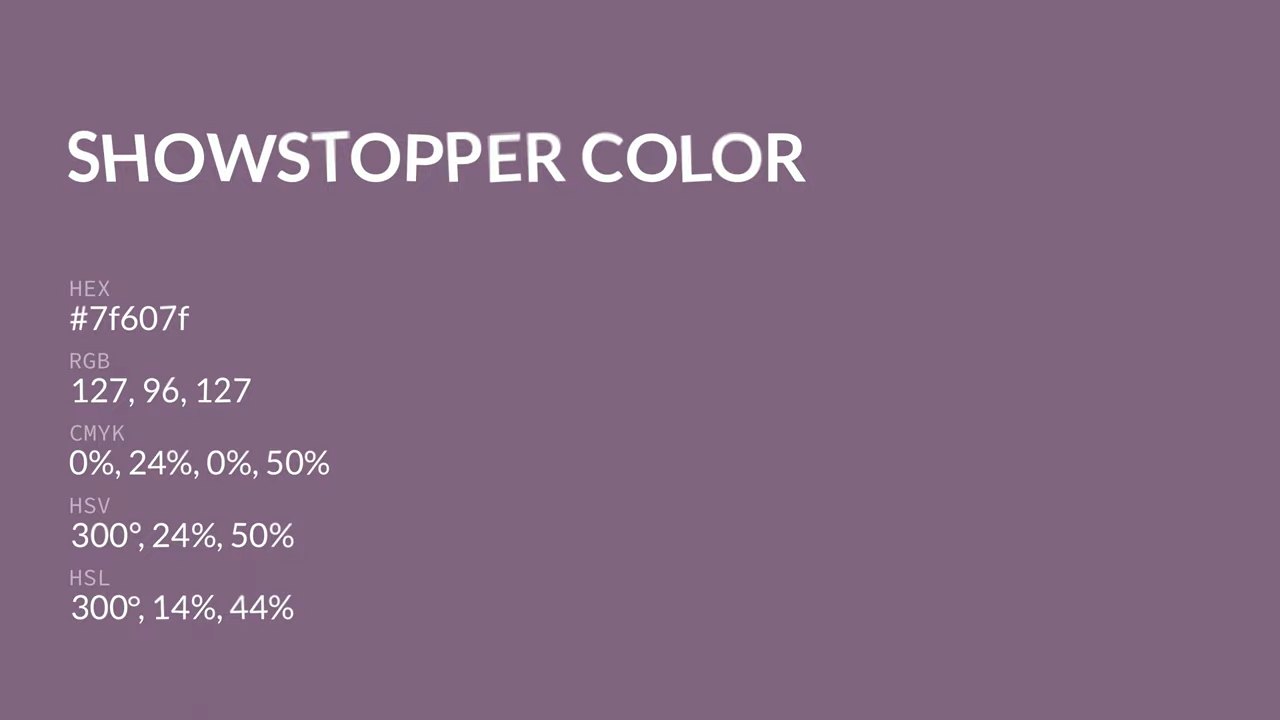 SHOWSTOPPER COLOR
HEX
#7f607f
RGB
127, 96, 127
CMYK
0%, 24%, 0%, 50%
HSV
300°, 24%, 50%
HSL
300°, 14%, 44%